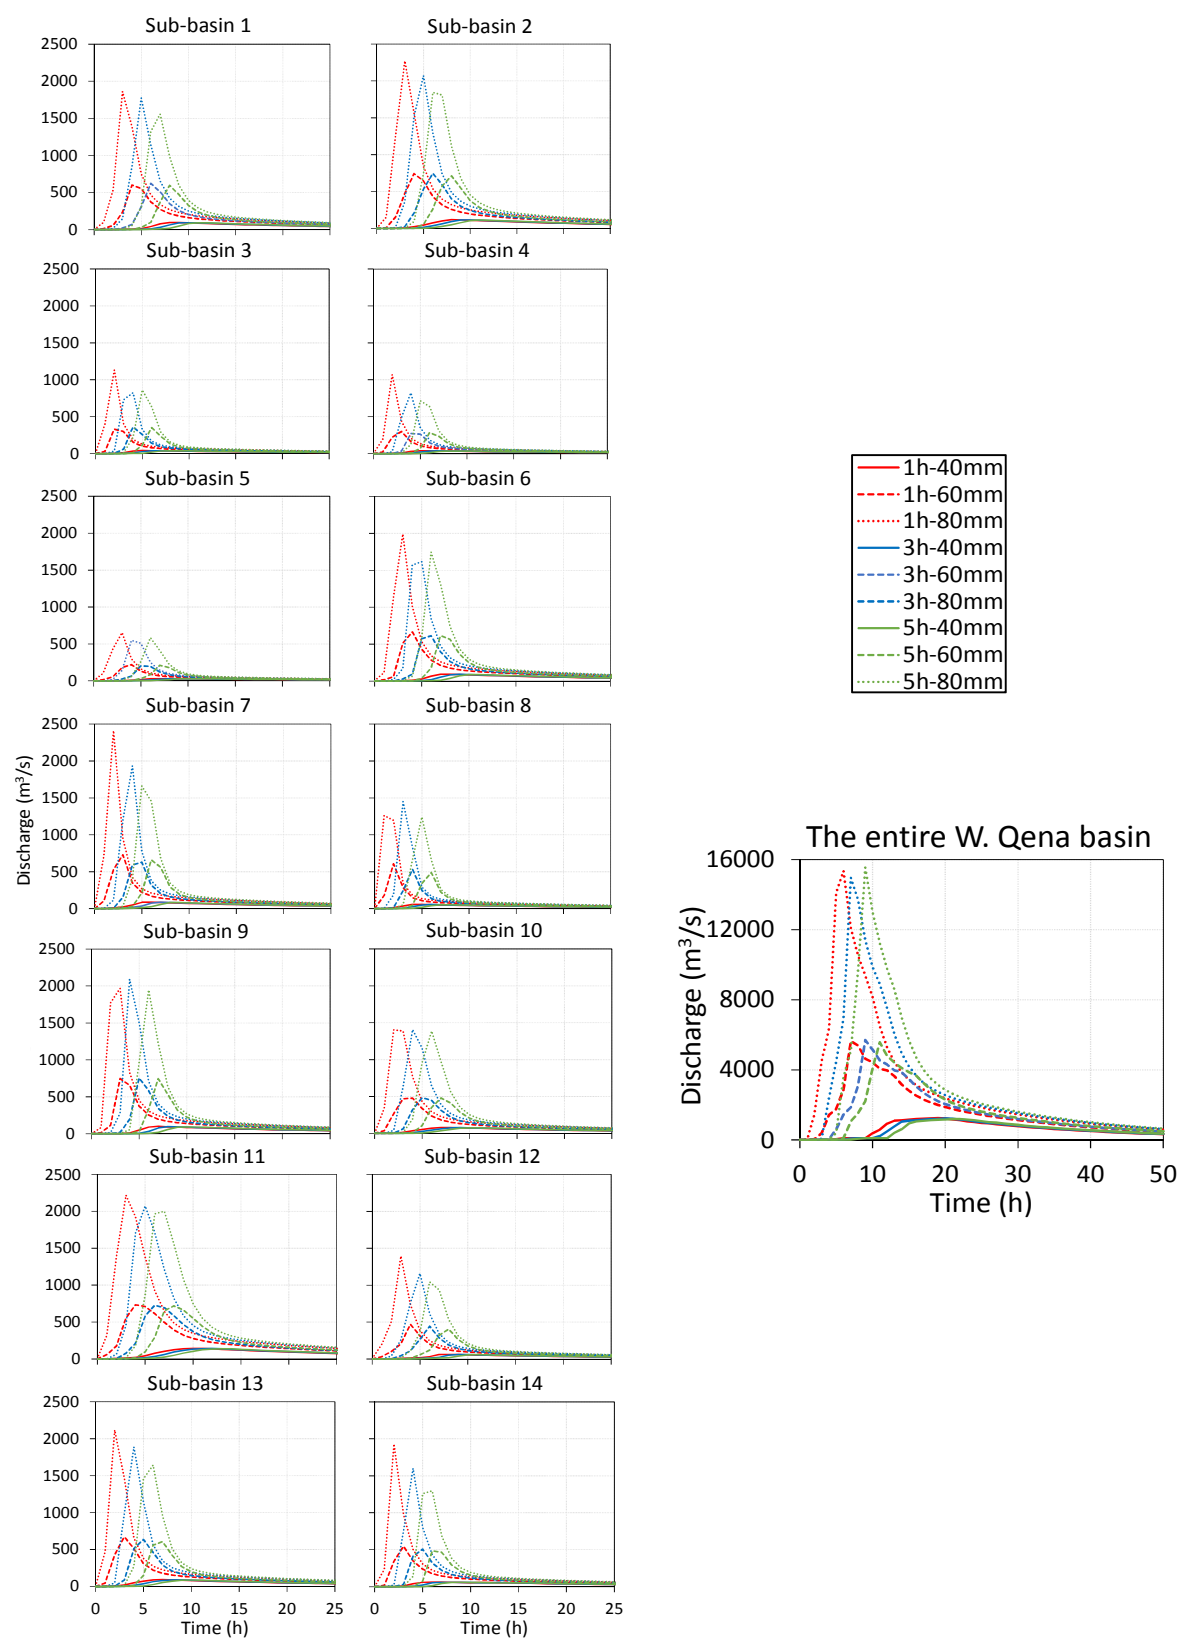 Sub-basin 1
Sub-basin 2
2500
2000
1500
1000
500
0
Sub-basin 3
Sub-basin 4
2500
2000
1500
1000
500
0
Sub-basin 5
Sub-basin 6
2500
2000
1500
1000
500
0
Sub-basin 7
Sub-basin 8
2500
2000
1500
1000
500
0
Discharge (m³/s)
Sub-basin 9
Sub-basin 10
2500
2000
1500
1000
500
0
Sub-basin 11
Sub-basin 12
2500
2000
1500
1000
500
0
Sub-basin 13
Sub-basin 14
2500
2000
1500
1000
500
0
0 5 10 15 20 25
0 5 10 15 20 25
Time (h)
Time (h)
1h-40mm
1h-60mm
1h-80mm
3h-40mm
3h-60mm
3h-80mm
5h-40mm
5h-60mm
5h-80mm
The entire W. Qena basin
16000
12000
8000
4000
0
Discharge (m³/s)
0 10 20 30 40 50
Time (h)